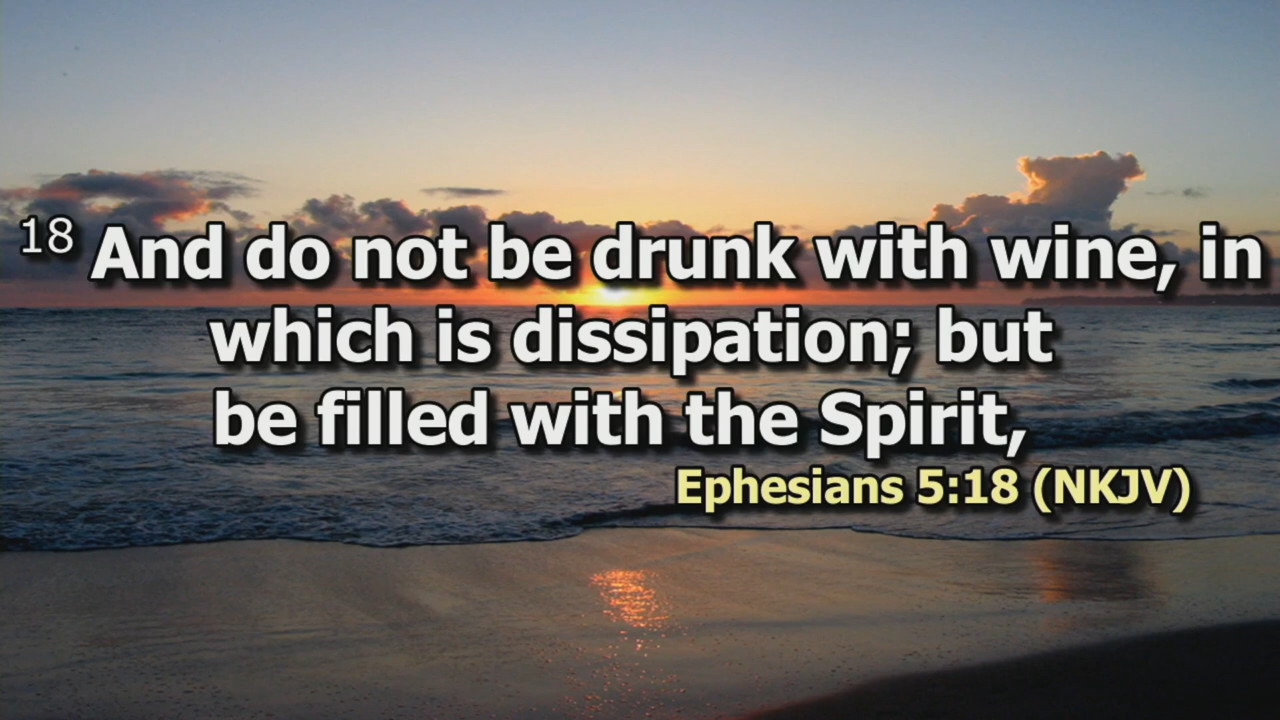 18 And do not be drunk with wine, in
which is dissipation; but
be filled with the Spirit,
Ephesians 5:18 (NKJV)